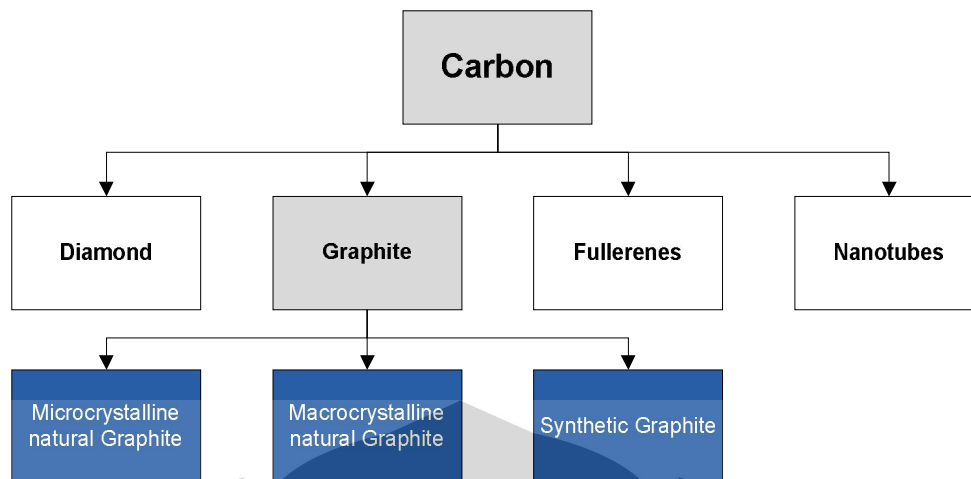 Carbon
Diamond
Graphite
Fullerenes
Nanotubes
Microcrystalline
natural Graphite
Macrocrystalline
natural Graphite
Synthetic Graphite